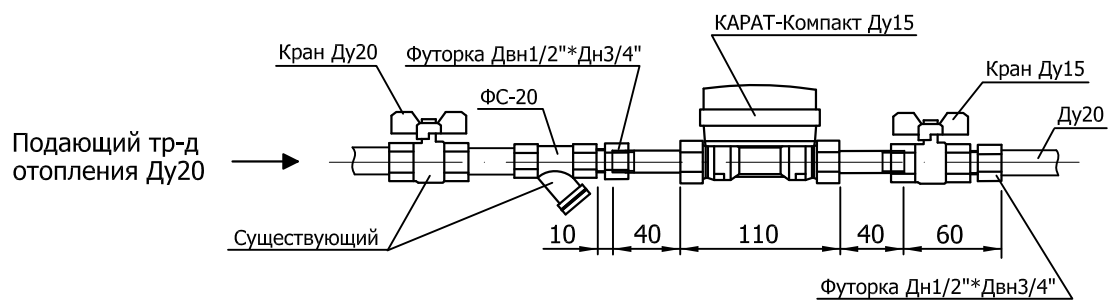 КАРАТ-Компакт Ду15
Кран Ду20
Футорка Двн1/2"*Дн3/4"
Кран Ду15
ФС-20
Ду20
Подающий тр-д
отопления Ду20
Существующий
10
40
110
40
60
Футорка Дн1/2"*Двн3/4"